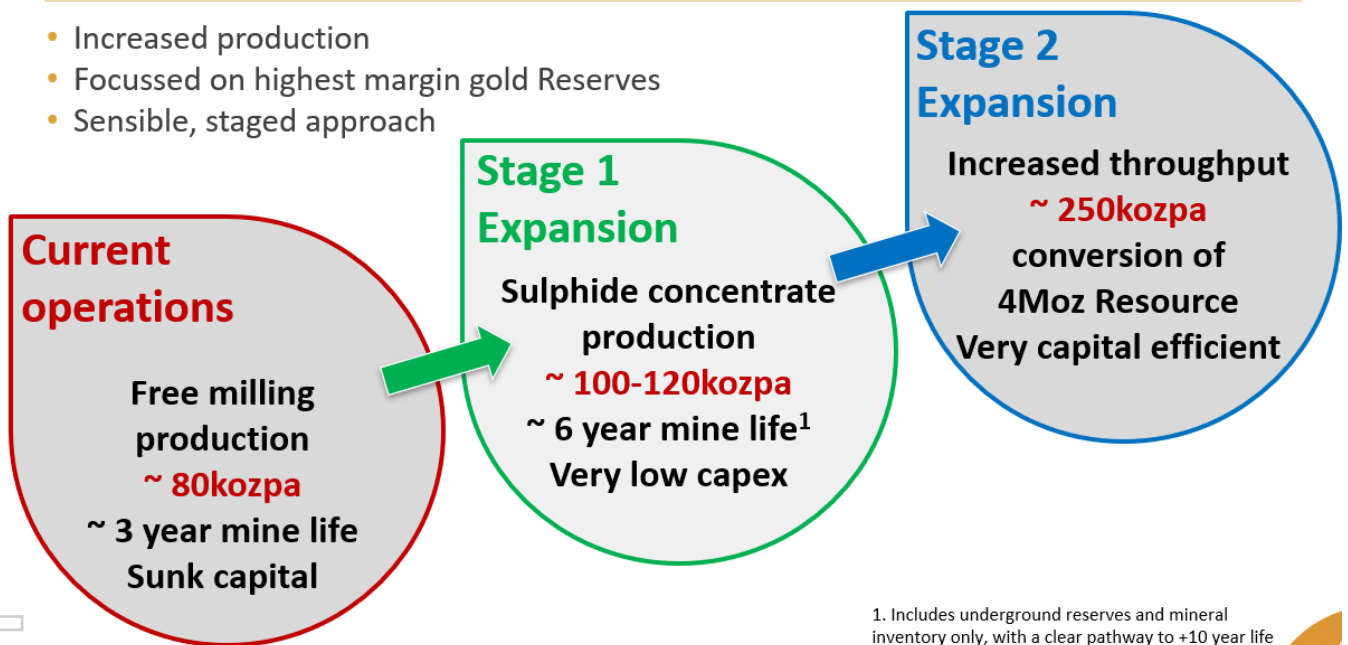 • Increased production
• Focussed on highest margin gold Reserves
• Sensible, staged approach
Current
operations
Free milling
production
~ 80kozpa
~ 3 year mine life
Sunk capital
Stage 1
Expansion
Sulphide concentrate
production
~ 100-120kozpa
~ 6 year mine life¹
Very low capex
Stage 2
Expansion
Increased throughput
~ 250kozpa
conversion of
4Moz Resource
Very capital efficient
1. Includes underground reserves and mineral
inventory only, with a clear pathway to +10 year life